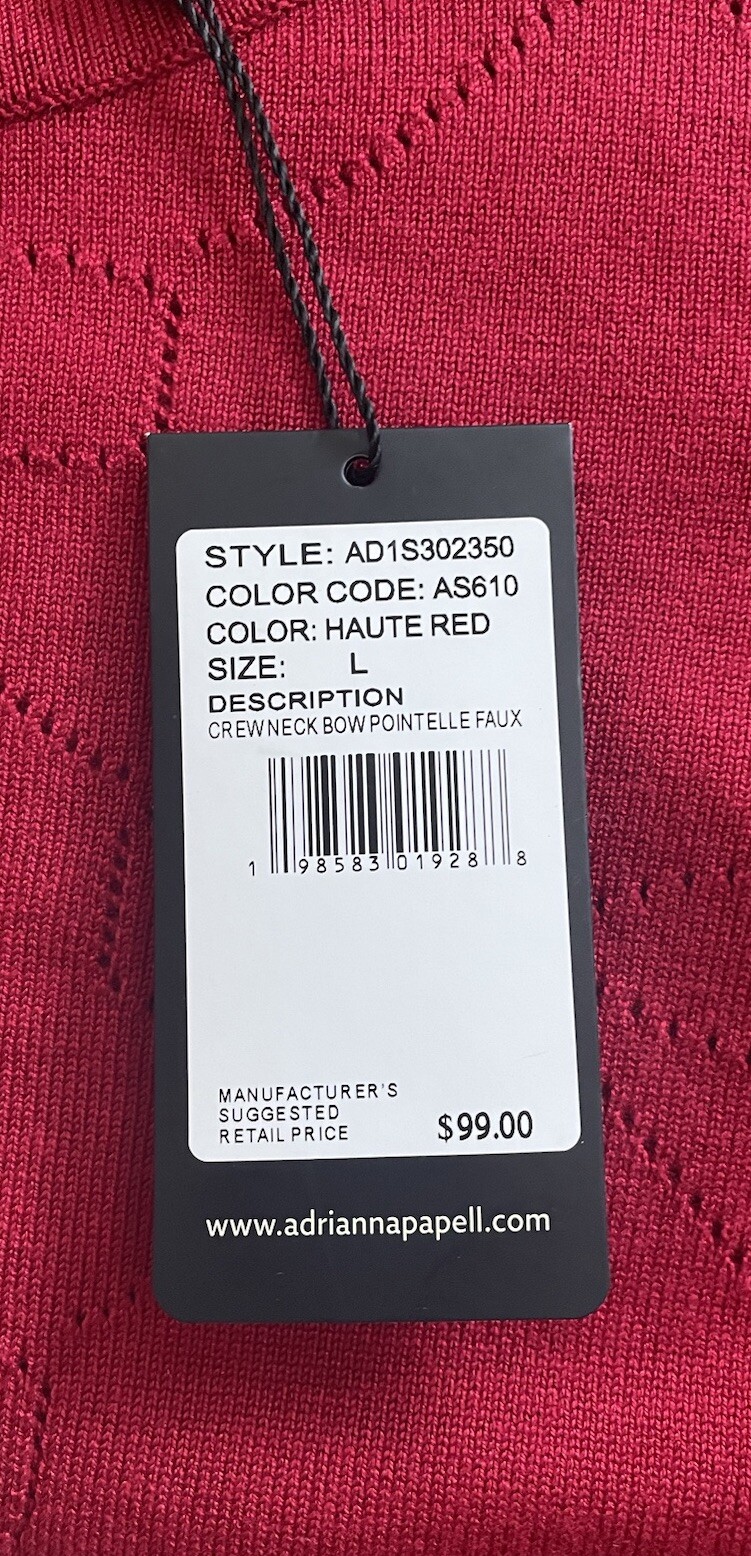 STYLE: AD1S302350
COLOR CODE: AS610
COLOR: HAUTE RED
SIZE: L
DESCRIPTION
CREWNECK BOW POINTELLE FAUX
1 98583 01928 8
MANUFACTURER'S
SUGGESTED
RETAIL PRICE $99.00
www.adriannapapell.com